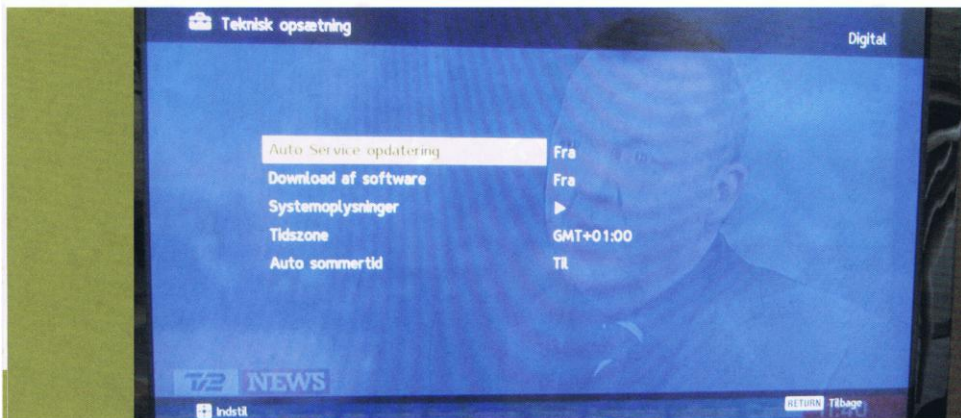 Teknisk opsætning
Digital
Auto Service opdatering Fra
Download af software Fra
Systemoplysninger
Tidszone GMT+01:00
Auto sommertid Til
TV2 NEWS
Indstil
RETURN Tilbage